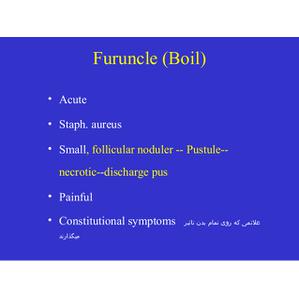 Furuncle (Boil)
• Acute
• Staph. aureus
• Small, follicular noduler -- Pustule--
necrotic--discharge pus
• Painful
• Constitutional symptoms علائمی که روی تمام بدن تاثیر
میگذارند